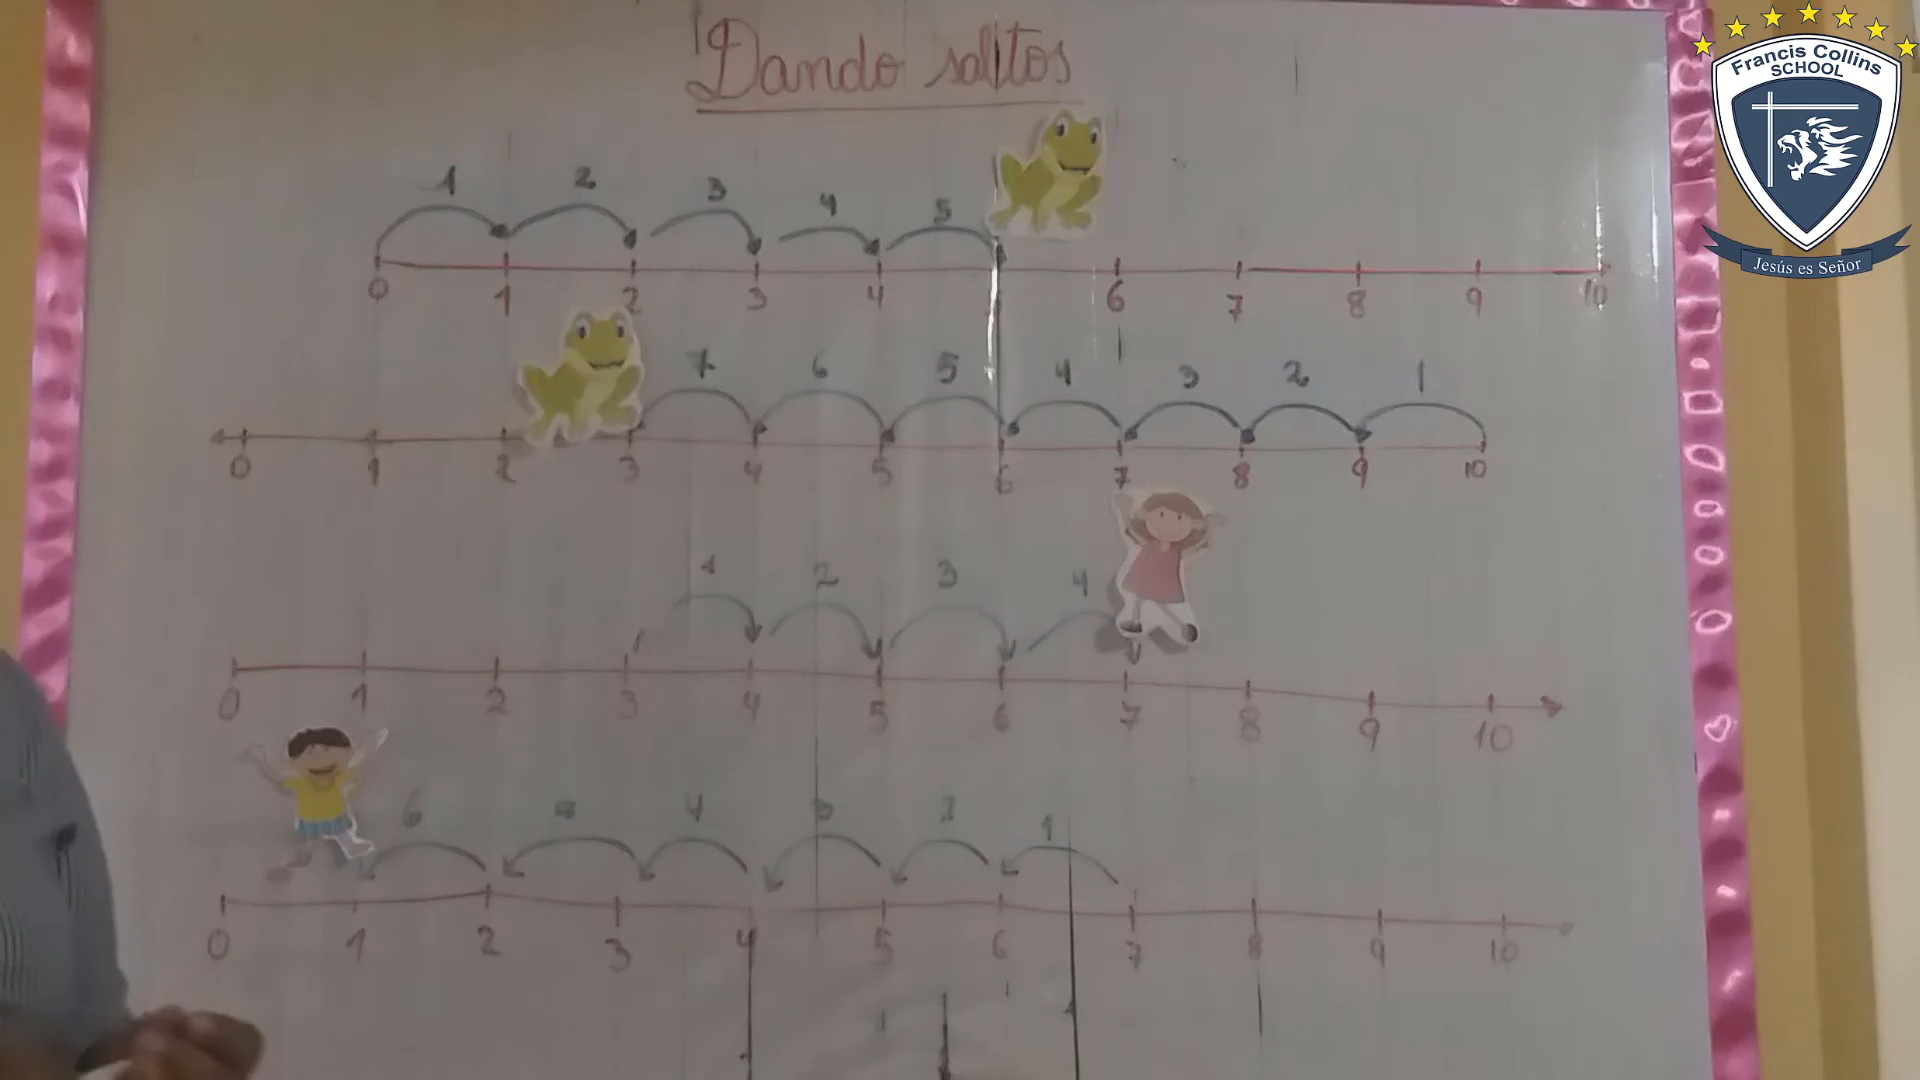 Dando saltos
Francis Collins
SCHOOL
Jesús es Señor
1 2 3 4 5
0 1 2 3 4 6 7 8 9 10
7 6 5 4 3 2 1
0 1 2 3 4 5 6 7 8 9 10
1 2 3 4
0 1 2 3 4 5 6 7 8 9 10
6 4 3 2 1
0 1 2 3 4 5 6 7 8 9 10